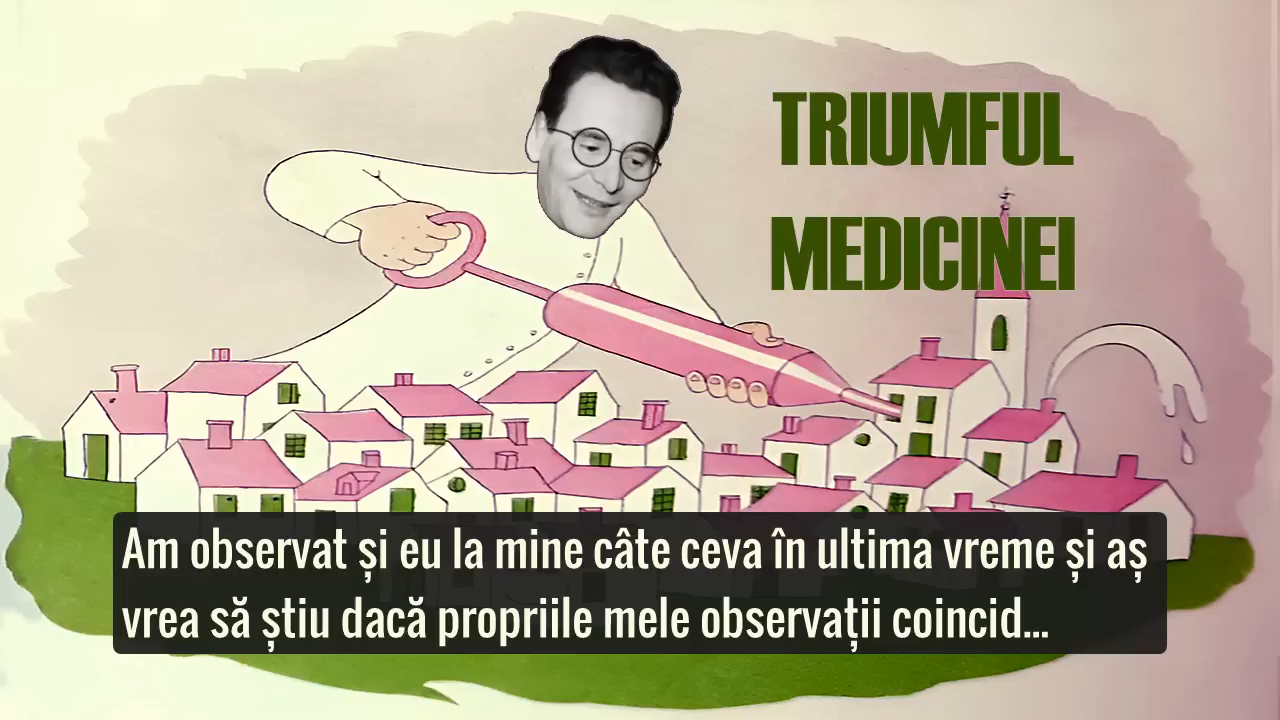 TRIUMFUL
MEDICINEI
Am observat și eu la mine câte ceva în ultima vreme și aș
vrea să știu dacă propriile mele observații coincid...